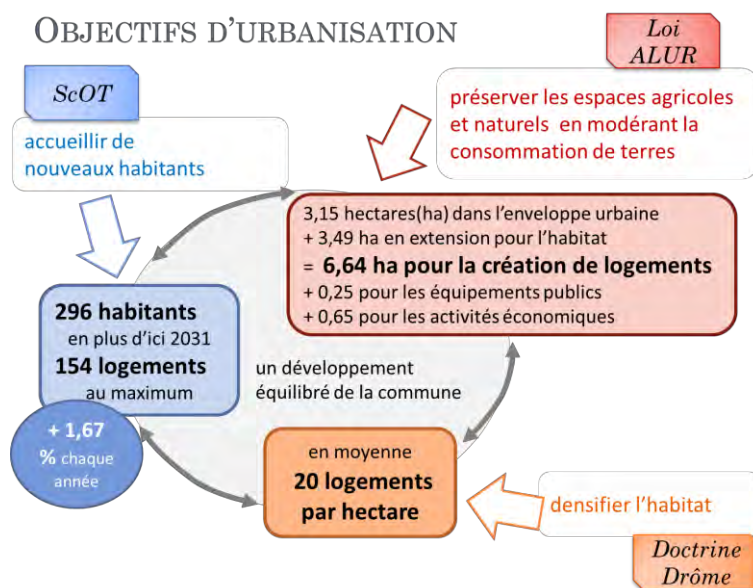 OBJECTIFS D'URBANISATION
Loi
ALUR
ScOT
préserver les espaces agricoles
et naturels en modérant la
consommation de terres
accueillir de
nouveaux habitants
3,15 hectares(ha) dans l'enveloppe urbaine
+ 3,49 ha en extension pour l'habitat
= 6,64 ha pour la création de logements
+ 0,25 pour les équipements publics
+ 0,65 pour les activités économiques
296 habitants
en plus d'ici 2031
154 logements
au maximum
un développement
équilibré de la commune
+ 1,67
% chaque
année
en moyenne
20 logements
par hectare
densifier l'habitat
Doctrine
Drôme